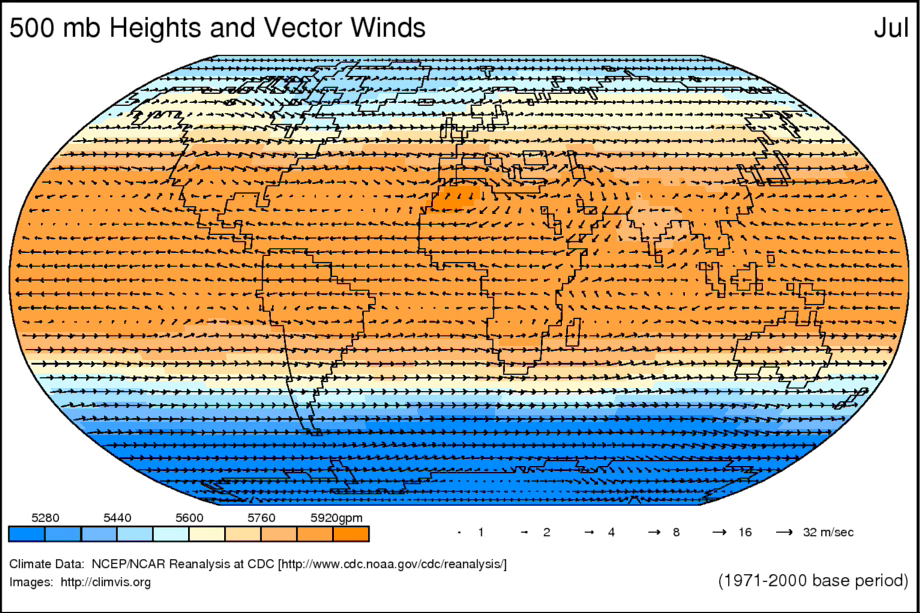 500 mb Heights and Vector Winds Jul
5280 5440 5600 5760 5920gpm
1 2 4 8 16 32 m/sec
Climate Data: NCEP/NCAR Reanalysis at CDC [http://www.cdc.noaa.gov/cdc/reanalysis/]
Images: http://climvis.org
(1971-2000 base period)